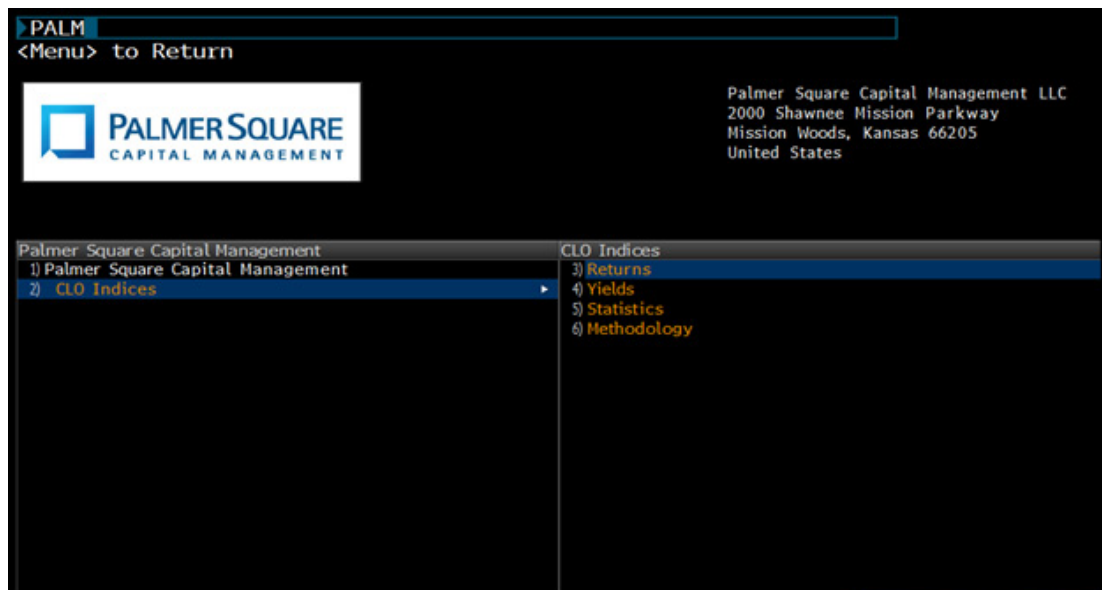 PALM
<Menu> to Return
PALMER SQUARE
CAPITAL MANAGEMENT
Palmer Square Capital Management LLC
2000 Shawnee Mission Parkway
Mission Woods, Kansas 66205
United States
Palmer Square Capital Management
1) Palmer Square Capital Management
2) CLO Indices
CLO Indices
3) Returns
4) Yields
5) Statistics
6) Methodology